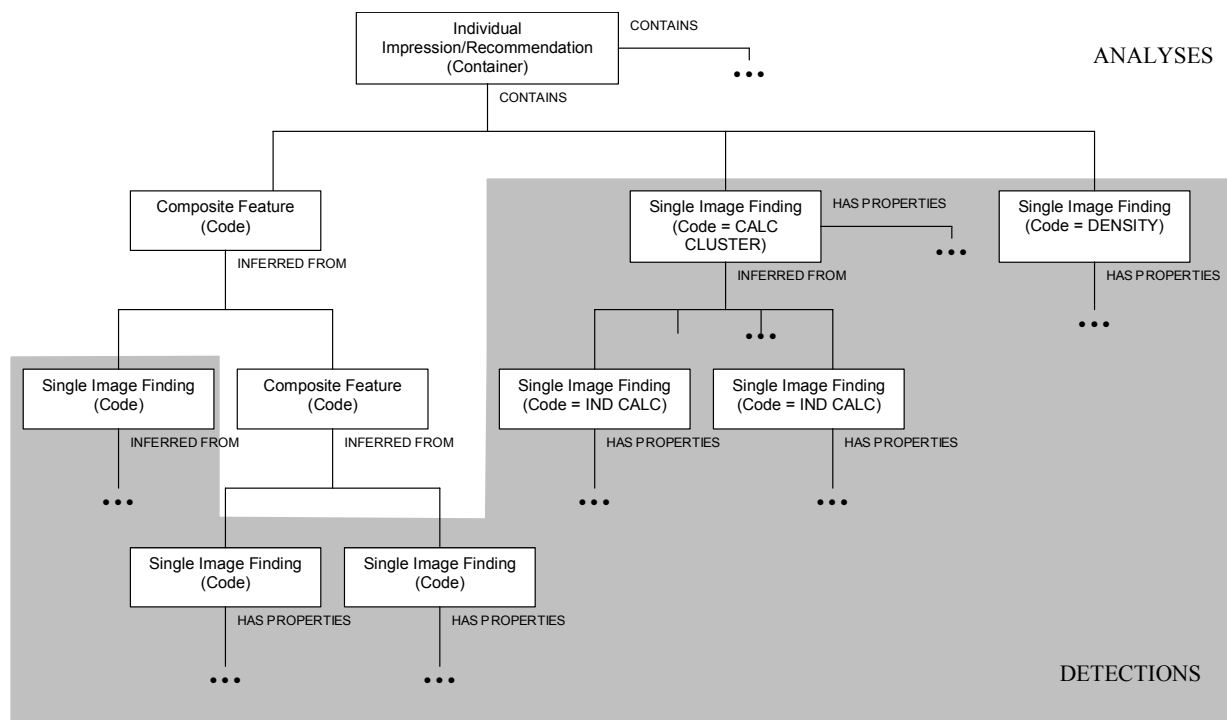 Individual
Impression/Recommendation
(Container)
CONTAINS
•••
ANALYSES
CONTAINS
Composite Feature
(Code)
INFERRED FROM
Single Image Finding
(Code = CALC
CLUSTER)
HAS PROPERTIES
•••
INFERRED FROM
Single Image Finding
(Code = DENSITY)
HAS PROPERTIES
•••
•••
Single Image Finding
(Code)
INFERRED FROM
•••
Composite Feature
(Code)
INFERRED FROM
Single Image Finding
(Code = IND CALC)
HAS PROPERTIES
•••
Single Image Finding
(Code = IND CALC)
HAS PROPERTIES
•••
Single Image Finding
(Code)
HAS PROPERTIES
•••
Single Image Finding
(Code)
HAS PROPERTIES
•••
DETECTIONS